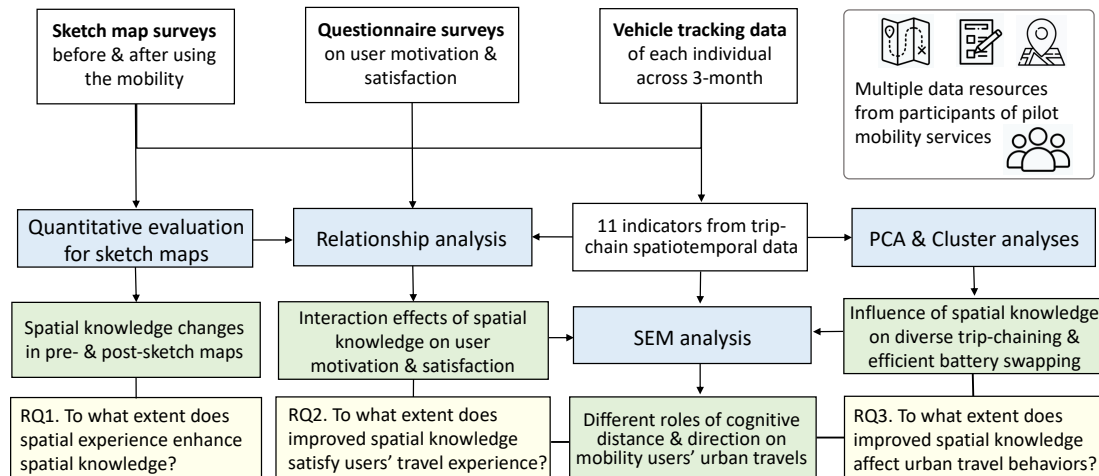 Sketch map surveys
before & after using
the mobility
Questionnaire surveys
on user motivation &
satisfaction
Vehicle tracking data
of each individual
across 3-month
Multiple data resources
from participants of pilot
mobility services
Quantitative evaluation
for sketch maps
Relationship analysis
11 indicators from trip-
chain spatiotemporal data
PCA & Cluster analyses
Spatial knowledge changes
in pre- & post-sketch maps
Interaction effects of spatial
knowledge on user
motivation & satisfaction
SEM analysis
Influence of spatial knowledge
on diverse trip-chaining &
efficient battery swapping
RQ1. To what extent does
spatial experience enhance
spatial knowledge?
RQ2. To what extent does
improved spatial knowledge
satisfy users’ travel experience?
Different roles of cognitive
distance & direction on
mobility users’ urban travels
RQ3. To what extent does
improved spatial knowledge
affect urban travel behaviors?